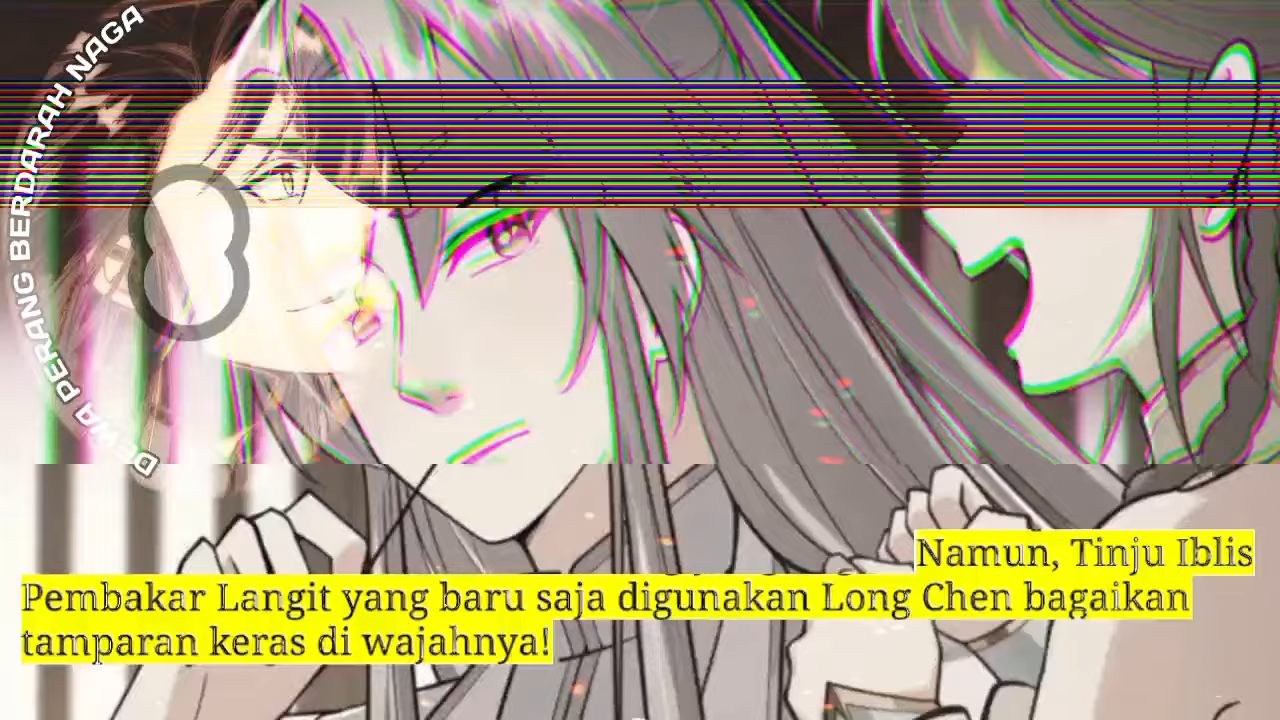 DEWA PERANG BERDARAH NAGA
Namun, Tinju Iblis
Pembakar Langit yang baru saja digunakan Long Chen bagaikan
tamparan keras di wajahnya!